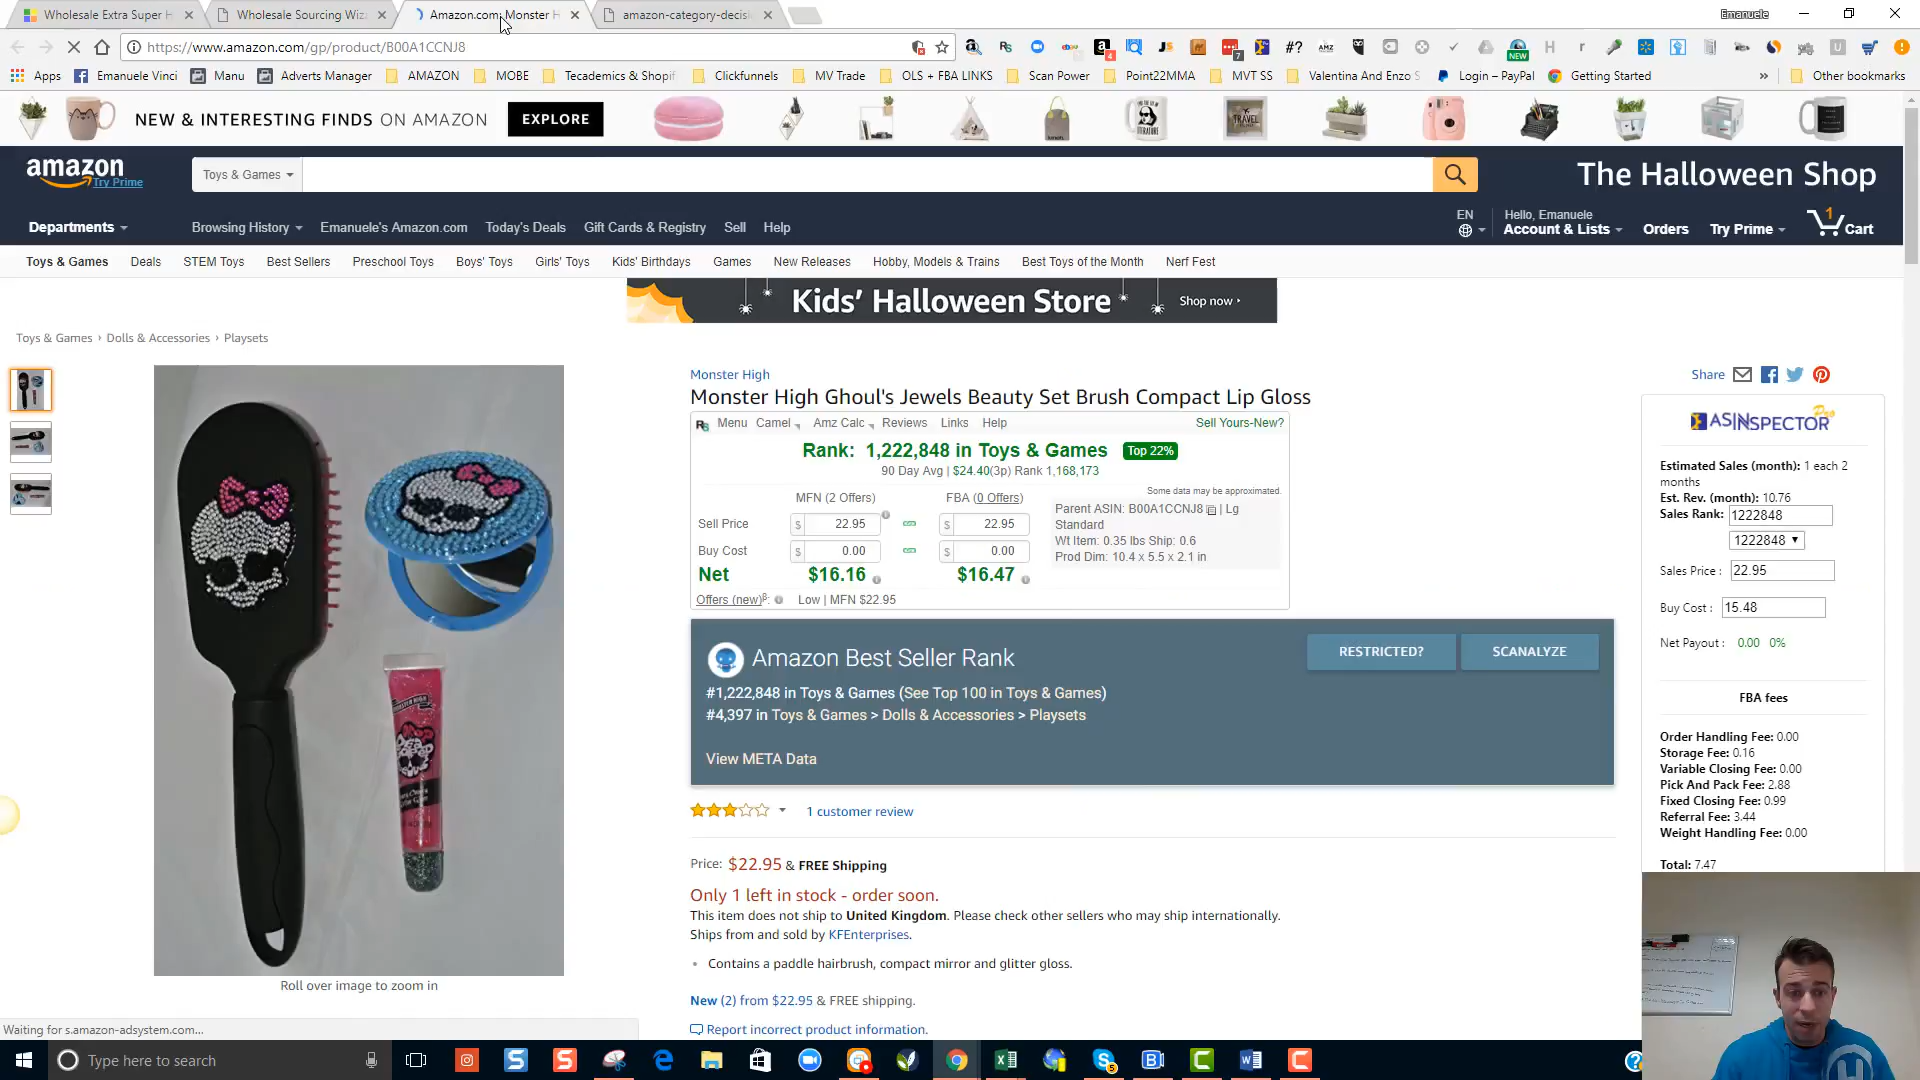 Wholesale Extra Super H
Wholesale Sourcing Wiz
Amazon.com: Monster H
amazon-category-decisi
Emanuele
https://www.amazon.com/gp/product/B00A1CCNJ8
Apps
Emanuele Vinci
Manu
Adverts Manager
AMAZON
MOBE
Tecademics & Shopif
Clickfunnels
MV Trade
OLS + FBA LINKS
Scan Power
Point22MMA
MVT SS
Valentina And Enzo S
Login – PayPal
Getting Started
Other bookmarks
NEW & INTERESTING FINDS ON AMAZON
EXPLORE
amazon
Try Prime
Toys & Games
The Halloween Shop
Departments
Browsing History
Emanuele's Amazon.com
Today's Deals
Gift Cards & Registry
Sell
Help
EN
Hello, Emanuele
Account & Lists
Orders
Try Prime
1
Cart
Toys & Games
Deals
STEM Toys
Best Sellers
Preschool Toys
Boys' Toys
Girls' Toys
Kids' Birthdays
Games
New Releases
Hobby, Models & Trains
Best Toys of the Month
Nerf Fest
Kids' Halloween Store
Shop now ›
Toys & Games › Dolls & Accessories › Playsets
Monster High
Monster High Ghoul's Jewels Beauty Set Brush Compact Lip Gloss
Menu Camel Amz Calc Reviews Links Help
Sell Yours-New?
Rank: 1,222,848 in Toys & Games Top 22%
90 Day Avg | $24.40(3p) Rank 1,168,173
Some data may be approximated.
MFN (2 Offers)
FBA (0 Offers)
Sell Price $ 22.95 $ 22.95
Buy Cost $ 0.00 $ 0.00
Net $16.16 $16.47
Offers (new)β: Low | MFN $22.95
Parent ASIN: B00A1CCNJ8 | Lg
Standard
Wt Item: 0.35 lbs Ship: 0.6
Prod Dim: 10.4 x 5.5 x 2.1 in
Amazon Best Seller Rank
RESTRICTED?
SCANALYZE
#1,222,848 in Toys & Games (See Top 100 in Toys & Games)
#4,397 in Toys & Games > Dolls & Accessories > Playsets
View META Data
1 customer review
Price: $22.95 & FREE Shipping
Only 1 left in stock - order soon.
This item does not ship to United Kingdom. Please check other sellers who may ship internationally.
Ships from and sold by KFEnterprises.
Contains a paddle hairbrush, compact mirror and glitter gloss.
New (2) from $22.95 & FREE shipping.
Report incorrect product information.
Roll over image to zoom in
Share
ASINSPECTOR Pro
Estimated Sales (month): 1 each 2
months
Est. Rev. (month): 10.76
Sales Rank: 1222848
1222848
Sales Price : 22.95
Buy Cost : 15.48
Net Payout : 0.00 0%
FBA fees
Order Handling Fee: 0.00
Storage Fee: 0.16
Variable Closing Fee: 0.00
Pick And Pack Fee: 2.88
Fixed Closing Fee: 0.99
Referral Fee: 3.44
Weight Handling Fee: 0.00
Total: 7.47
Waiting for s.amazon-adsystem.com...
Type here to search